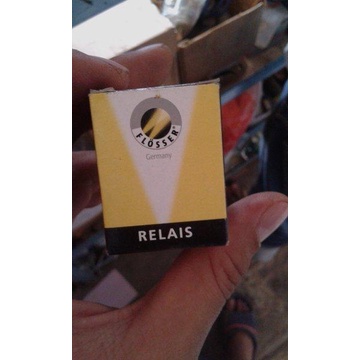 FLÖSSER
Germany
RELAIS